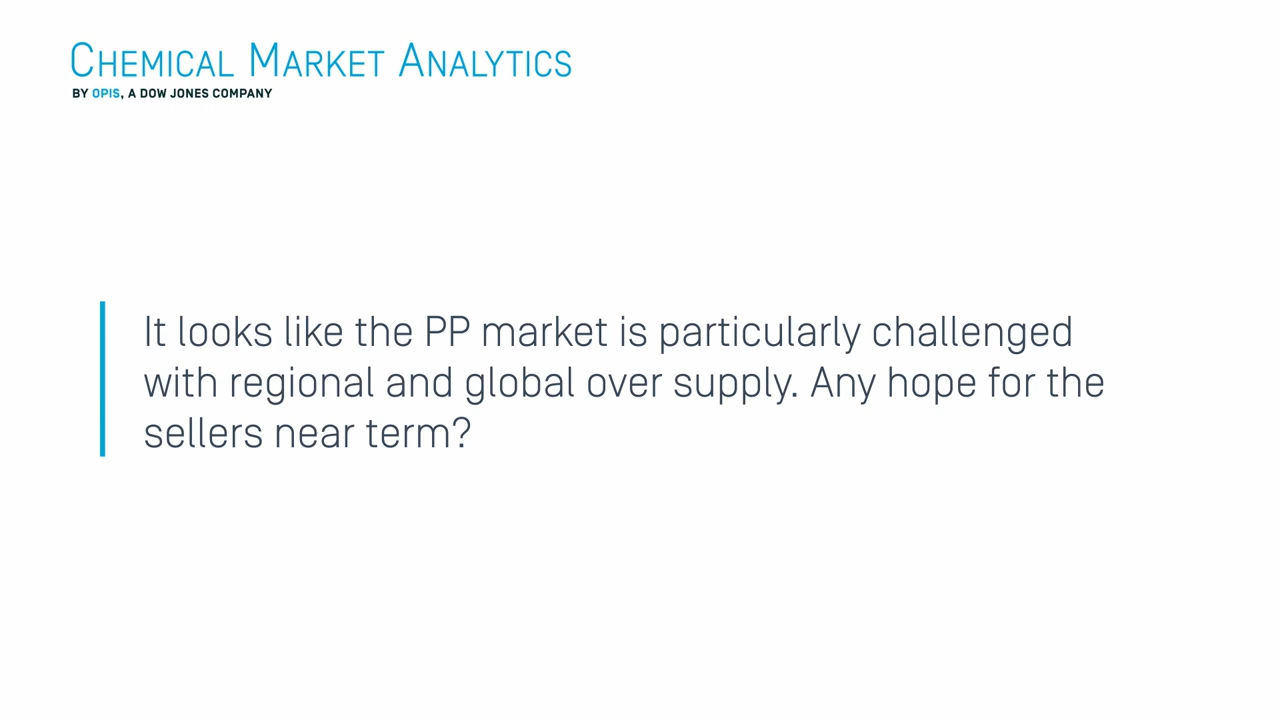 CHEMICAL MARKET ANALYTICS
BY OPIS, A DOW JONES COMPANY
It looks like the PP market is particularly challenged
with regional and global over supply. Any hope for the
sellers near term?